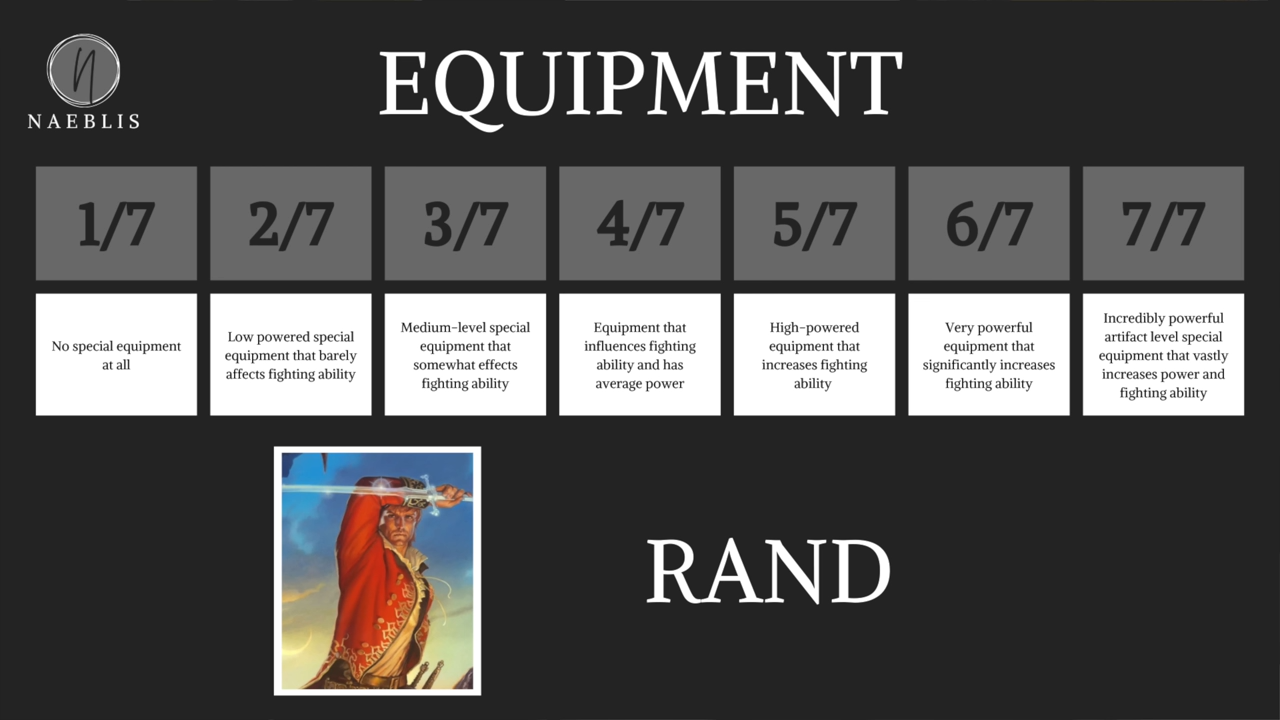 NAEBLIS
EQUIPMENT
1/7
2/7
3/7
4/7
5/7
6/7
7/7
No special equipment
at all
Low powered special
equipment that barely
affects fighting ability
Medium-level special
equipment that
somewhat effects
fighting ability
Equipment that
influences fighting
ability and has
average power
High-powered
equipment that
increases fighting
ability
Very powerful
equipment that
significantly increases
fighting ability
Incredibly powerful
artifact level special
equipment that vastly
increases power and
fighting ability
RAND